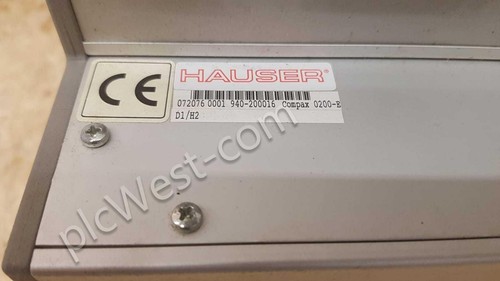 CE
HAUSER®
072076 0001 940-200016 Compax 0200-E
D1/H2
plcWest-com